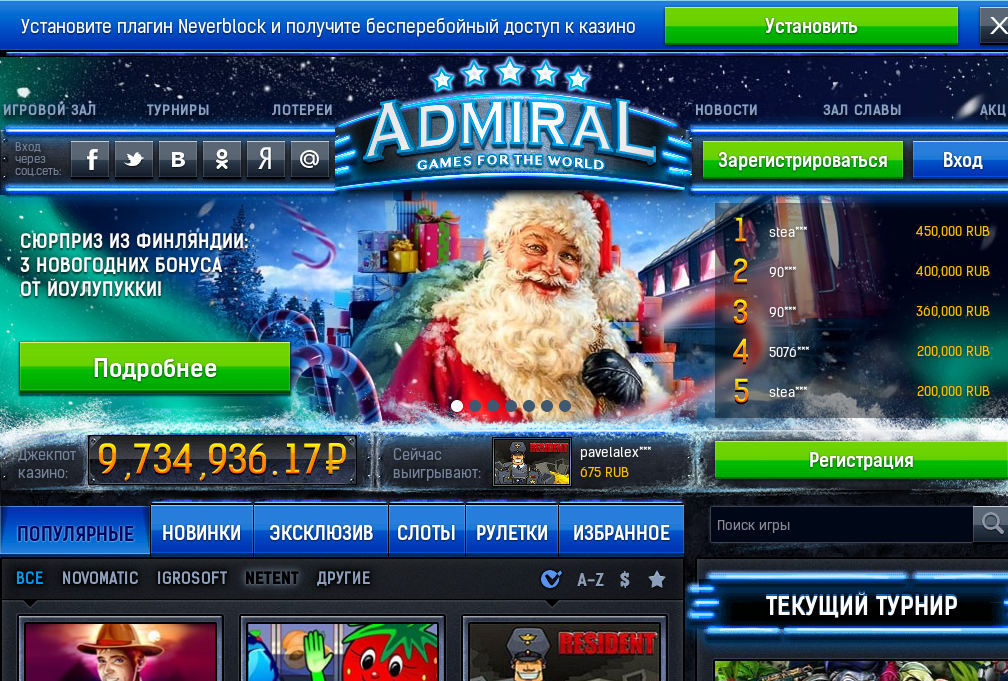 Установите плагин Neverblock и получите бесперебойный доступ к казино
Установить
ИГРОВОЙ ЗАЛ
ТУРНИРЫ
ЛОТЕРЕИ
ADMIRAL
GAMES FOR THE WORLD
НОВОСТИ
ЗАЛ СЛАВЫ
АКЦ
Вход
через
соц.сеть:
Зарегистрироваться
Вход
СЮРПРИЗ ИЗ ФИНЛЯНДИИ:
3 НОВОГОДНИХ БОНУСА
ОТ ЙОУЛУПУККИ!
Подробнее
1 stea*** 450,000 RUB
2 90*** 400,000 RUB
3 90*** 360,000 RUB
4 5076*** 200,000 RUB
5 stea*** 200,000 RUB
Джекпот
казино:
9,734,936.17₽
Сейчас
выигрывают:
RESIDENT
pavelalex***
675 RUB
Регистрация
ПОПУЛЯРНЫЕ
НОВИНКИ
ЭКСКЛЮЗИВ
СЛОТЫ
РУЛЕТКИ
ИЗБРАННОЕ
Поиск игры
ВСЕ
NOVOMATIC
IGROSOFT
NETENT
ДРУГИЕ
A-Z
$
ТЕКУЩИЙ ТУРНИР
RESIDENT